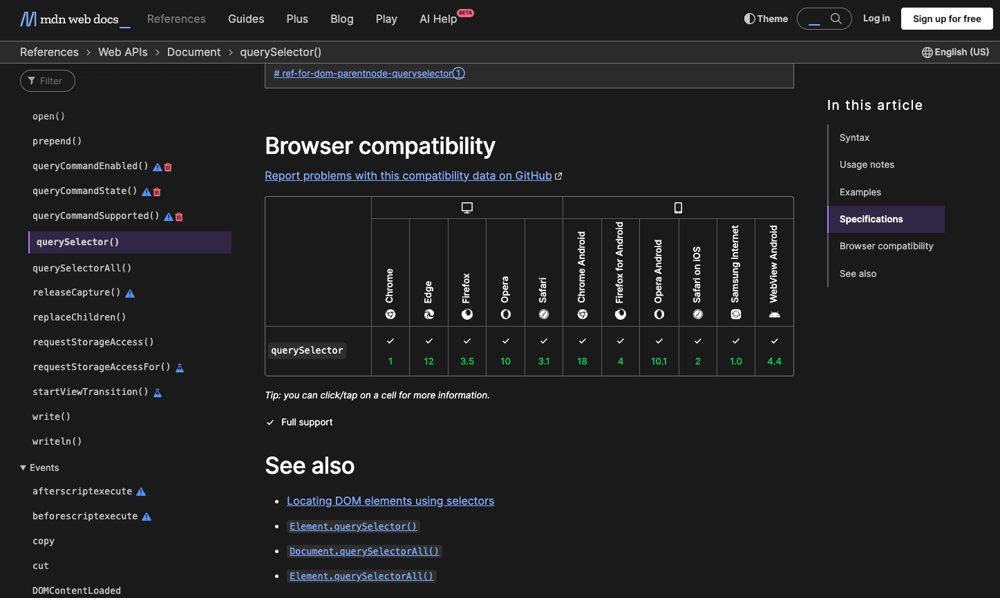 mdn web docs
References
Guides
Plus
Blog
Play
AI Help
BETA
Theme
Log in
Sign up for free
References > Web APIs > Document > querySelector()
English (US)
Filter
open()
prepend()
queryCommandEnabled()
queryCommandState()
queryCommandSupported()
querySelector()
querySelectorAll()
releaseCapture()
replaceChildren()
requestStorageAccess()
requestStorageAccessFor()
startViewTransition()
write()
writeln()
Events
afterscriptexecute
beforescriptexecute
copy
cut
DOMContentLoaded
# ref-for-dom-parentnode-queryselector①
Browser compatibility
Report problems with this compatibility data on GitHub
Chrome
Edge
Firefox
Opera
Safari
Chrome Android
Firefox for Android
Opera Android
Safari on iOS
Samsung Internet
WebView Android
querySelector
1 12 3.5 10 3.1 18 4 10.1 2 1.0 4.4
Tip: you can click/tap on a cell for more information.
Full support
See also
Locating DOM elements using selectors
Element.querySelector()
Document.querySelectorAll()
Element.querySelectorAll()
In this article
Syntax
Usage notes
Examples
Specifications
Browser compatibility
See also